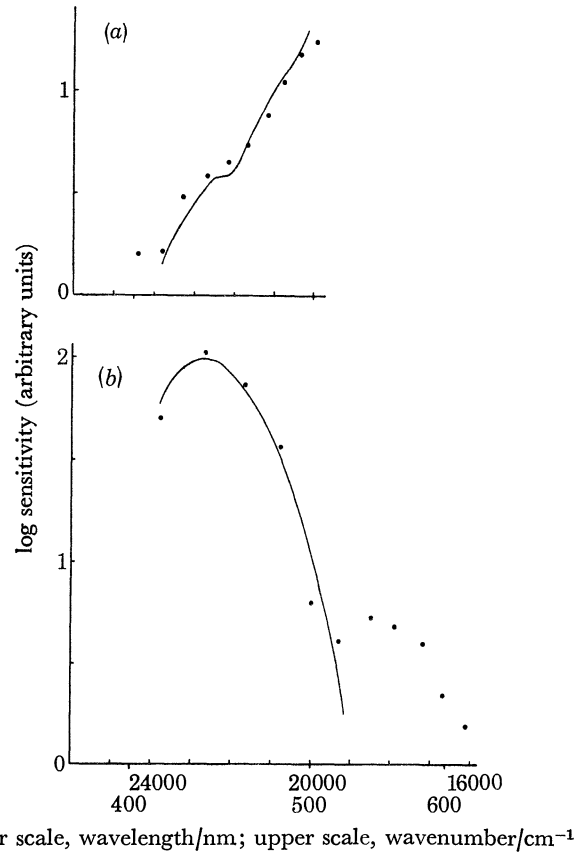 (a)
1
0
log sensitivity (arbitrary units)
2
(b)
1
0
24000 20000 16000
400 500 600
scale, wavelength/nm; upper scale, wavenumber/cm⁻¹